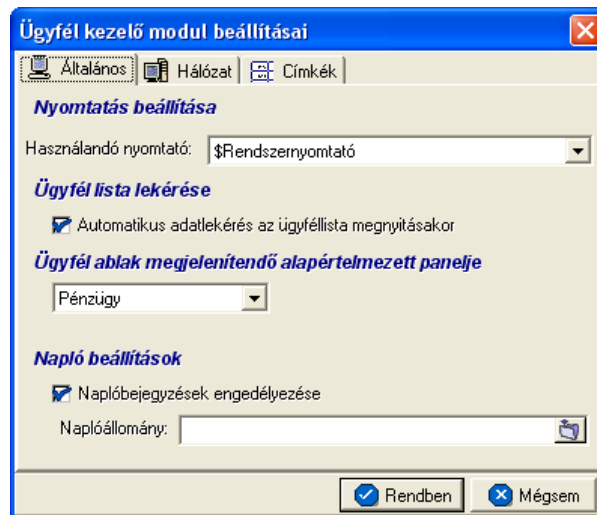 Ügyfél kezelő modul beállításai
Általános Hálózat Címkék
Nyomtatás beállítása
Használandó nyomtató: $Rendszernyomtató
Ügyfél lista lekérése
Automatikus adatlekérés az ügyféllista megnyitásakor
Ügyfél ablak megjelenítendő alapértelmezett panelje
Pénzügy
Napló beállítások
Naplóbejegyzések engedélyezése
Naplóállomány:
Rendben Mégsem